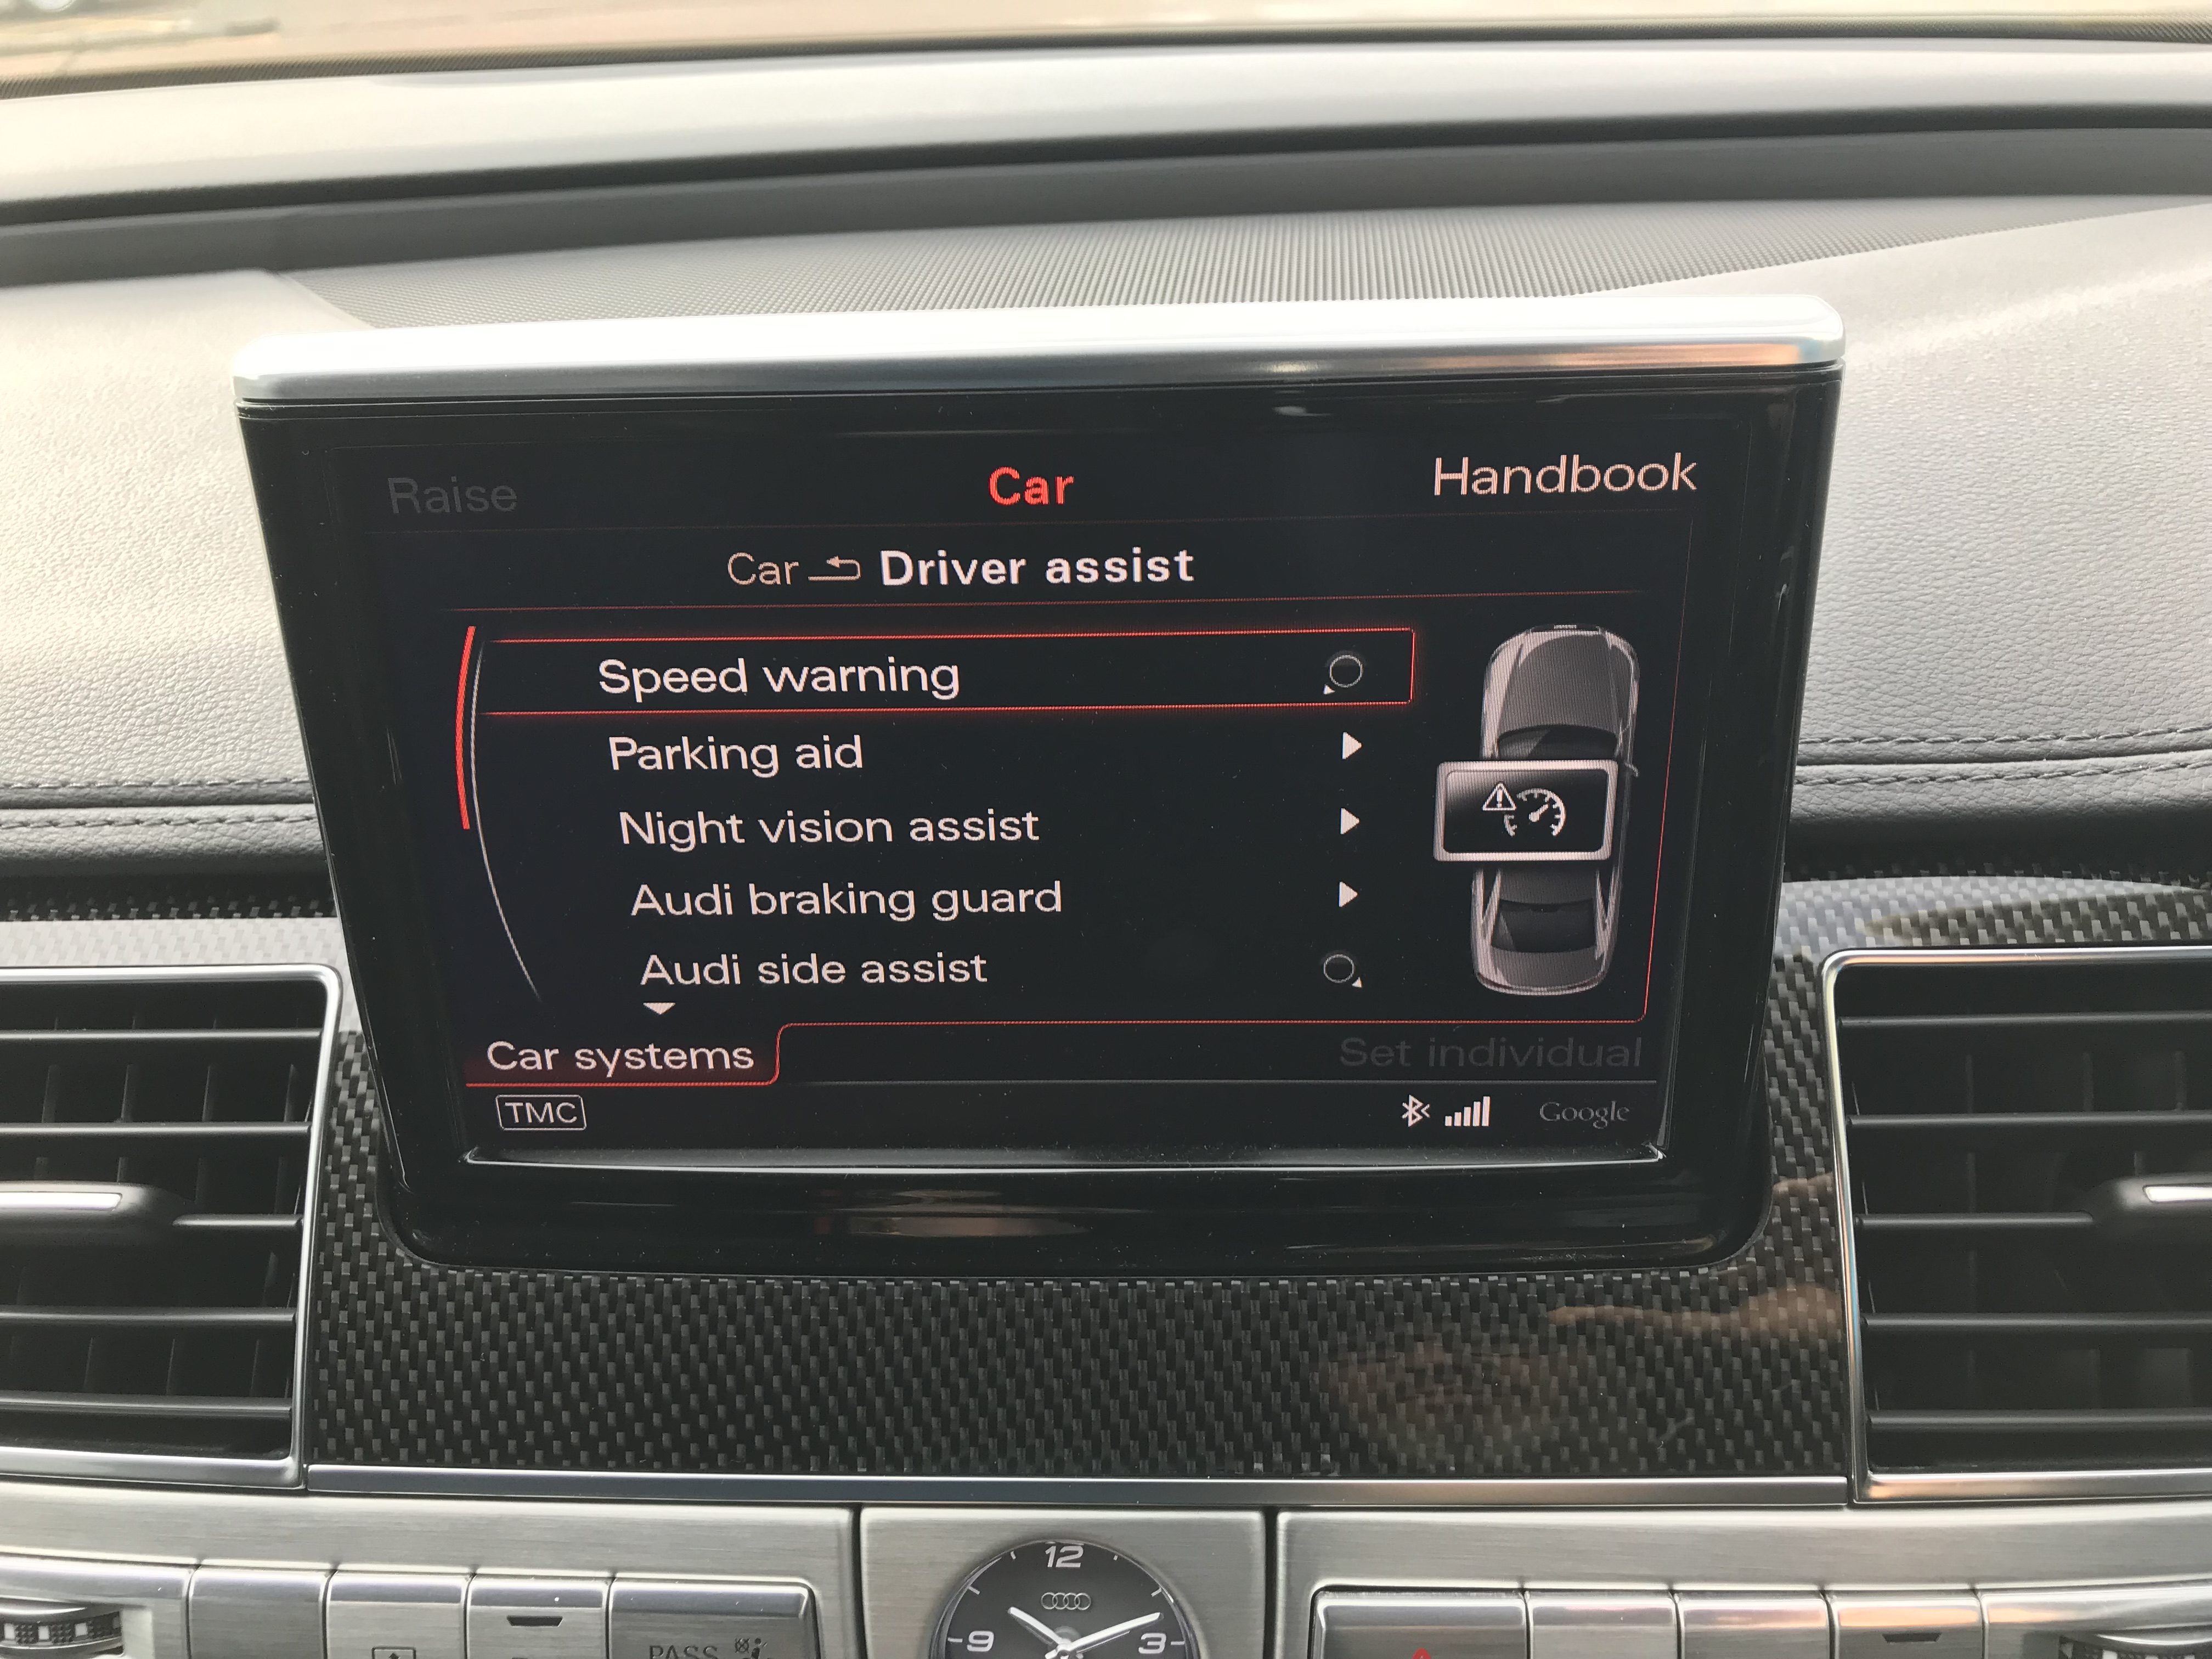 Raise
Car
Handbook
Car Driver assist
Speed warning
Parking aid
Night vision assist
Audi braking guard
Audi side assist
Car systems
Set individual
TMC
Google
PASS
12
9
3